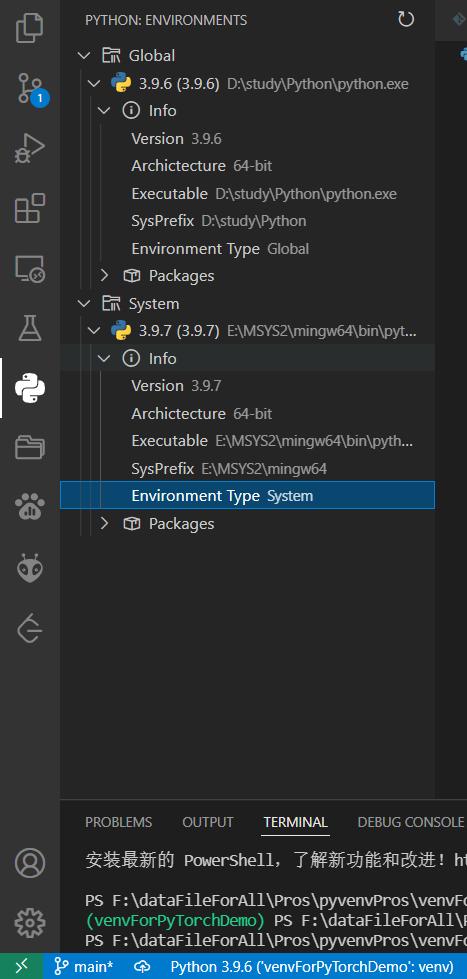 PYTHON: ENVIRONMENTS
Global
3.9.6 (3.9.6) D:\study\Python\python.exe
Info
Version 3.9.6
Archictecture 64-bit
Executable D:\study\Python\python.exe
SysPrefix D:\study\Python
Environment Type Global
Packages
System
3.9.7 (3.9.7) E:\MSYS2\mingw64\bin\pyt...
Info
Version 3.9.7
Archictecture 64-bit
Executable E:\MSYS2\mingw64\bin\pyth...
SysPrefix E:\MSYS2\mingw64
Environment Type System
Packages
1
PROBLEMS OUTPUT TERMINAL DEBUG CONSOLE
安装最新的 PowerShell，了解新功能和改进！ht
PS F:\dataFileForAll\Pros\pyvenvPros\venvFo
(venvForPyTorchDemo) PS F:\dataFileForAll\P
PS F:\dataFileForAll\Pros\pyvenvPros\venvFo
main* Python 3.9.6 ('venvForPyTorchDemo': venv)